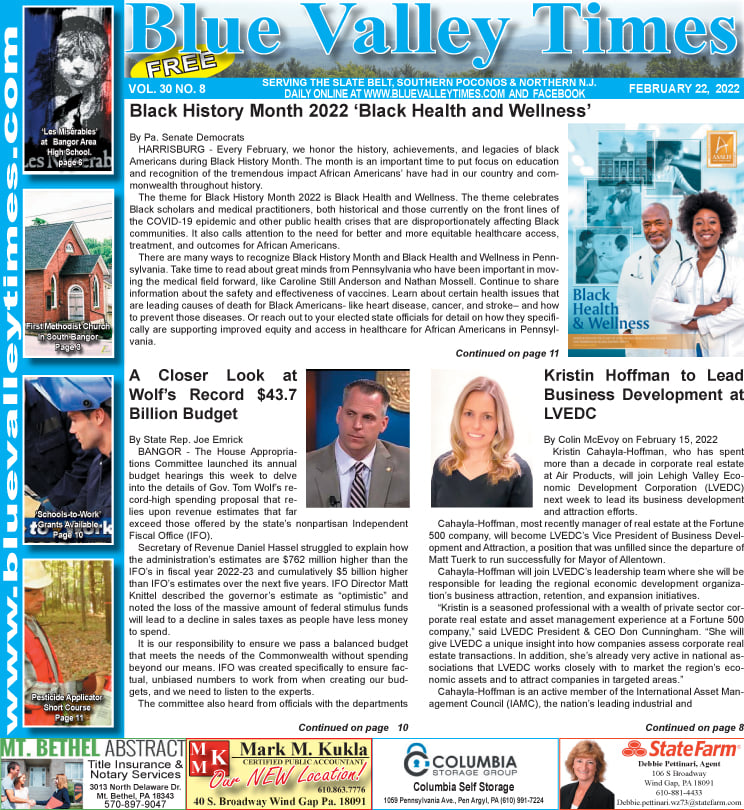 Blue Valley Times
FREE
VOL. 30 NO. 8
SERVING THE SLATE BELT, SOUTHERN POCONOS & NORTHERN N.J.
DAILY ONLINE AT WWW.BLUEVALLEYTIMES.COM AND FACEBOOK
FEBRUARY 22, 2022
www.bluevalleytimes.com
'Les Misérables'
at Bangor Area
High School.
page 6
First Methodist Church
in South Bangor
Page 3
'Schools-to-Work'
Grants Available
Page 10
Pesticide Applicator
Short Course
Page 11
Black History Month 2022 'Black Health and Wellness'
By Pa. Senate Democrats
HARRISBURG - Every February, we honor the history, achievements, and legacies of black
Americans during Black History Month. The month is an important time to put focus on education
and recognition of the tremendous impact African Americans' have had in our country and com-
monwealth throughout history.
The theme for Black History Month 2022 is Black Health and Wellness. The theme celebrates
Black scholars and medical practitioners, both historical and those currently on the front lines of
the COVID-19 epidemic and other public health crises that are disproportionately affecting Black
communities. It also calls attention to the need for better and more equitable healthcare access,
treatment, and outcomes for African Americans.
There are many ways to recognize Black History Month and Black Health and Wellness in Penn-
sylvania. Take time to read about great minds from Pennsylvania who have been important in mov-
ing the medical field forward, like Caroline Still Anderson and Nathan Mossell. Continue to share
information about the safety and effectiveness of vaccines. Learn about certain health issues that
are leading causes of death for Black Americans- like heart disease, cancer, and stroke– and how
to prevent those diseases. Or reach out to your elected state officials for detail on how they specifi-
cally are supporting improved equity and access in healthcare for African Americans in Pennsyl-
vania.
Continued on page 11
ASALH
Black
Health
& Wellness
A Closer Look at
Wolf's Record $43.7
Billion Budget
By State Rep. Joe Emrick
BANGOR - The House Appropria-
tions Committee launched its annual
budget hearings this week to delve
into the details of Gov. Tom Wolf's re-
cord-high spending proposal that re-
lies upon revenue estimates that far
exceed those offered by the state's nonpartisan Independent
Fiscal Office (IFO).
Secretary of Revenue Daniel Hassel struggled to explain how
the administration's estimates are $762 million higher than the
IFO's in fiscal year 2022-23 and cumulatively $5 billion higher
than IFO's estimates over the next five years. IFO Director Matt
Knittel described the governor's estimate as "optimistic" and
noted the loss of the massive amount of federal stimulus funds
will lead to a decline in sales taxes as people have less money
to spend.
It is our responsibility to ensure we pass a balanced budget
that meets the needs of the Commonwealth without spending
beyond our means. IFO was created specifically to ensure fac-
tual, unbiased numbers to work from when creating our bud-
gets, and we need to listen to the experts.
The committee also heard from officials with the departments
Continued on page 10
Kristin Hoffman to Lead
Business Development at
LVEDC
By Colin McEvoy on February 15, 2022
Kristin Cahayla-Hoffman, who has spent
more than a decade in corporate real estate
at Air Products, will join Lehigh Valley Eco-
nomic Development Corporation (LVEDC)
next week to lead its business development
and attraction efforts.
Cahayla-Hoffman, most recently manager of real estate at the Fortune
500 company, will become LVEDC's Vice President of Business Devel-
opment and Attraction, a position that was unfilled since the departure of
Matt Tuerk to run successfully for Mayor of Allentown.
Cahayla-Hoffman will join LVEDC's leadership team where she will be
responsible for leading the regional economic development organiza-
tion's business attraction, retention, and expansion initiatives.
"Kristin is a seasoned professional with a wealth of private sector cor-
porate real estate and asset management experience at a Fortune 500
company," said LVEDC President & CEO Don Cunningham. "She will
give LVEDC a unique insight into how companies assess corporate real
estate transactions. In addition, she's already very active in national as-
sociations that LVEDC works closely with to market the region's eco-
nomic assets and to attract companies in targeted areas."
Cahayla-Hoffman is an active member of the International Asset Man-
agement Council (IAMC), the nation's leading industrial and
Continued on page 8
MT. BETHEL ABSTRACT
Title Insurance &
Notary Services
3013 North Delaware Dr.
Mt. Bethel, PA 18343
570-897-9047
M
M K
Mark M. Kukla
CERTIFIED PUBLIC ACCOUNTANT
Our NEW Location!
610.863.7776
40 S. Broadway Wind Gap Pa. 18091
COLUMBIA
STORAGE GROUP
Columbia Self Storage
1059 Pennsylvania Ave., Pen Argyl, PA (610) 991-7224
StateFarm
Debbie Pettinari, Agent
106 S Broadway
Wind Gap, PA 18091
610-881-4433
Debbie.pettinari.wz73@statefarm.com